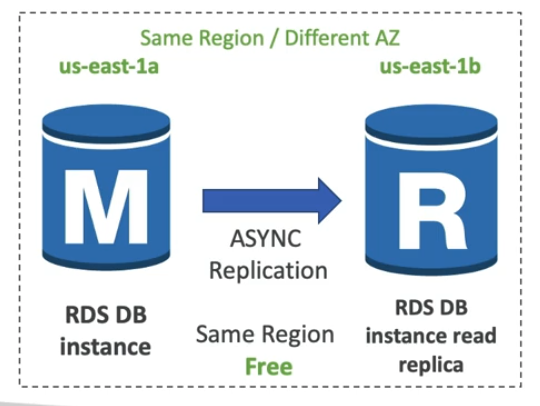 Same Region / Different AZ
us-east-1a
us-east-1b
M
R
ASYNC
Replication
RDS DB
instance
Same Region
Free
RDS DB
instance read
replica